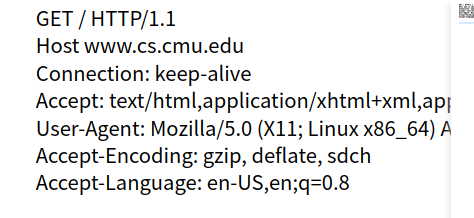 GET / HTTP/1.1
Host www.cs.cmu.edu
Connection: keep-alive
Accept: text/html,application/xhtml+xml,app
User-Agent: Mozilla/5.0 (X11; Linux x86_64) A
Accept-Encoding: gzip, deflate, sdch
Accept-Language: en-US,en;q=0.8